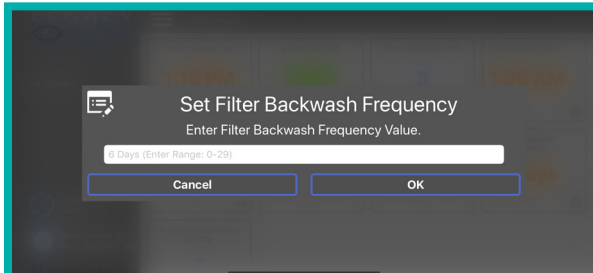 Set Filter Backwash Frequency
Enter Filter Backwash Frequency Value.
6 Days (Enter Range: 0-29)
Cancel
OK